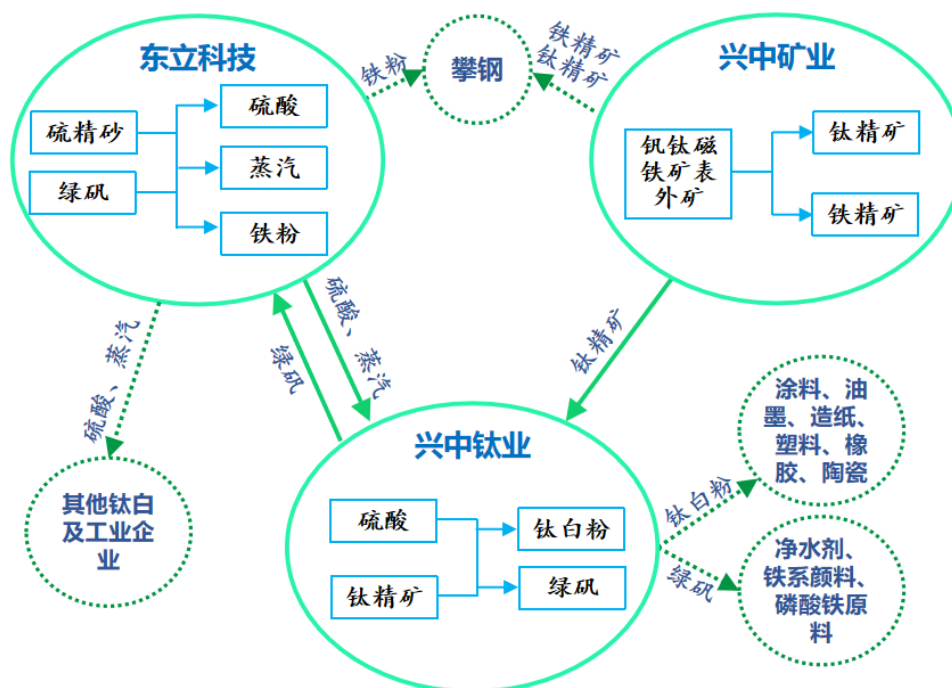 东立科技
硫精砂
绿矾
硫酸
蒸汽
铁粉
铁粉
攀钢
铁精矿
钛精矿
兴中矿业
钒钛磁
铁矿表
外矿
钛精矿
铁精矿
硫酸、蒸汽
绿矾
硫酸、蒸汽
钛精矿
其他钛白
及工业企
业
兴中钛业
硫酸
钛精矿
钛白粉
绿矾
钛白粉
绿矾
涂料、油
墨、造纸、
塑料、橡
胶、陶瓷
净水剂、
铁系颜料、
磷酸铁原
料